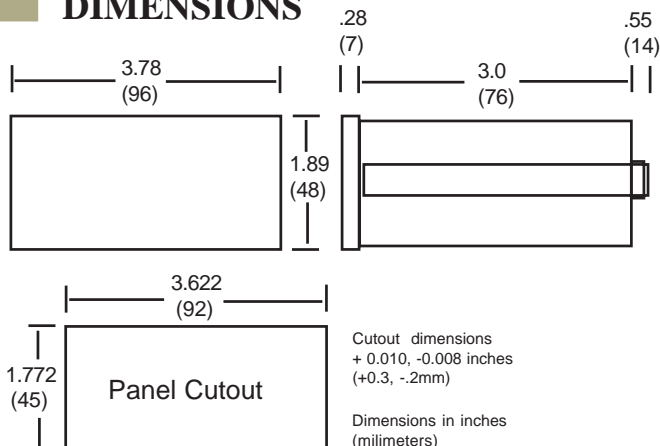 DIMENSIONS
.28
(7)
.55
(14)
3.78
(96)
3.0
(76)
1.89
(48)
3.622
(92)
1.772
(45)
Panel Cutout
Cutout dimensions
+ 0.010, -0.008 inches
(+0.3, -.2mm)
Dimensions in inches
(milimeters)